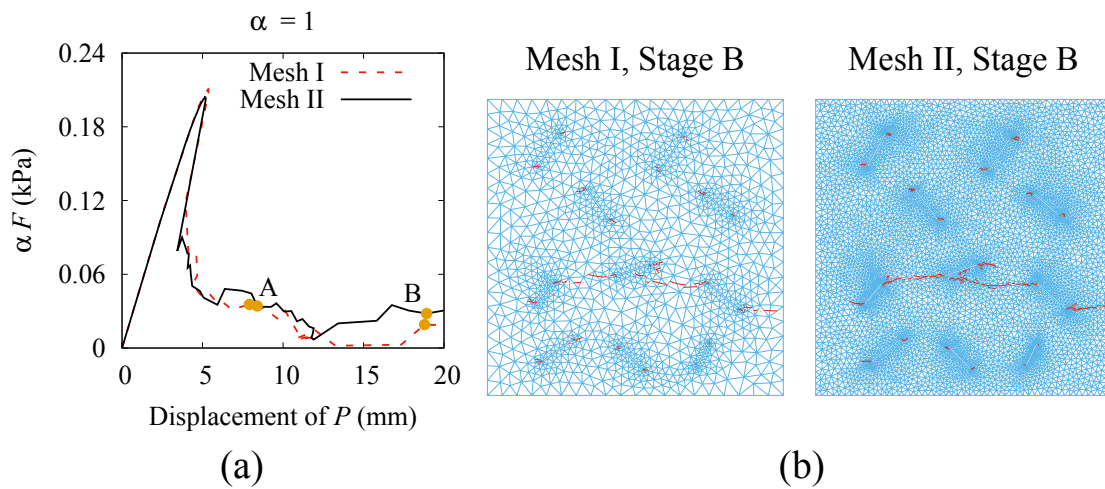 α = 1
Mesh I
Mesh II
0.24
0.18
0.12
0.06
0
A
B
0 5 10 15 20
α F (kPa)
Displacement of P (mm)
(a)
Mesh I, Stage B
Mesh II, Stage B
(b)